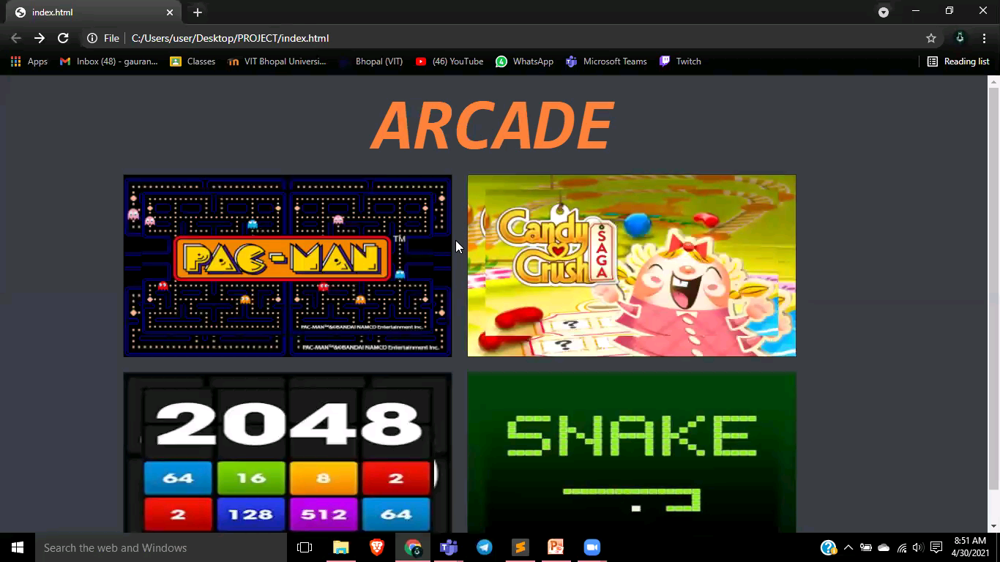 index.html
File
C:/Users/user/Desktop/PROJECT/index.html
Apps
Inbox (48) - gauran...
Classes
VIT Bhopal Universi...
Bhopal (VIT)
(46) YouTube
4
WhatsApp
Microsoft Teams
Twitch
Reading list
ARCADE
PAC-MAN
TM
PAC-MAN™&©BANDAI NAMCO Entertainment Inc.
PAC-MAN™&©BANDAI NAMCO Entertainment Inc.
Candy
Crush
SAGA
?
?
2048
64 16 8 2
2 128 512 64
SNAKE
Search the web and Windows
8:51 AM
4/30/2021